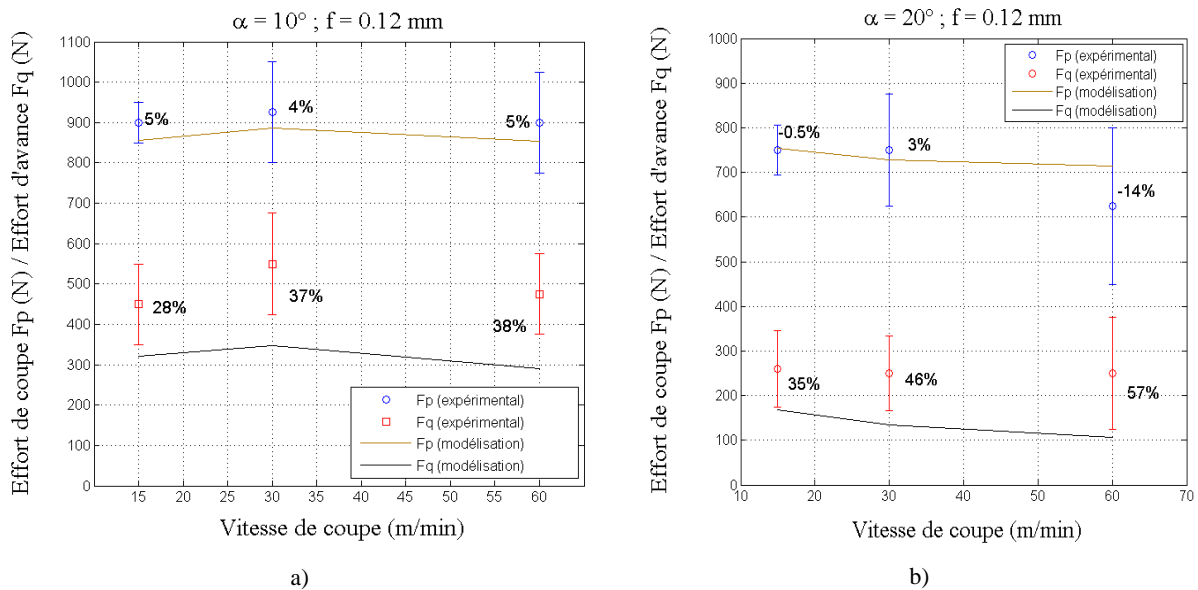 α = 10° ; f = 0.12 mm
Effort de coupe Fp (N) / Effort d'avance Fq (N)
1100
1000
900
800
700
600
500
400
300
200
100
0
5%
4%
5%
28%
37%
38%
Fp (expérimental)
Fq (expérimental)
Fp (modélisation)
Fq (modélisation)
15 20 25 30 35 40 45 50 55 60
Vitesse de coupe (m/min)
a)
α = 20° ; f = 0.12 mm
Effort de coupe Fp (N) / Effort d'avance Fq (N)
1000
900
800
700
600
500
400
300
200
100
0
Fp (expérimental)
Fq (expérimental)
Fp (modélisation)
Fq (modélisation)
-0.5%
3%
-14%
35%
46%
57%
10 20 30 40 50 60 70
Vitesse de coupe (m/min)
b)